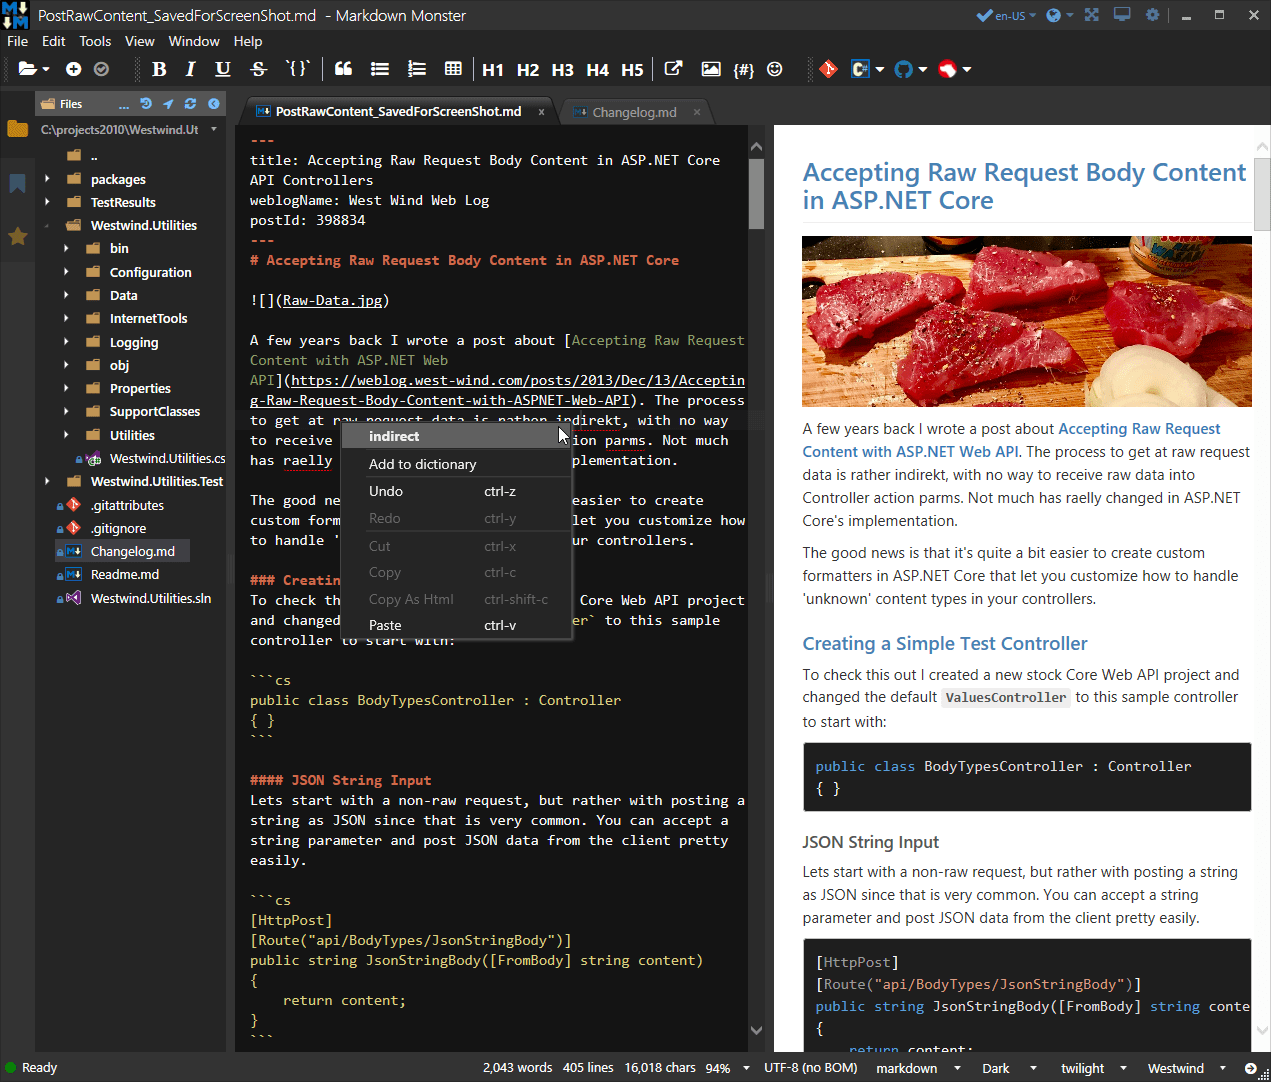 PostRawContent_SavedForScreenShot.md - Markdown Monster
en-US
File Edit Tools View Window Help
B I U S `{}` H1 H2 H3 H4 H5 {#} C#
Files ...
C:\projects2010\Westwind.Ut
..
packages
TestResults
Westwind.Utilities
bin
Configuration
Data
InternetTools
Logging
obj
Properties
SupportClasses
Utilities
Westwind.Utilities.cs
Westwind.Utilities.Test
.gitattributes
.gitignore
Changelog.md
Readme.md
Westwind.Utilities.sln
PostRawContent_SavedForScreenShot.md x
Changelog.md x
---
title: Accepting Raw Request Body Content in ASP.NET Core
API Controllers
weblogName: West Wind Web Log
postId: 398834
---
# Accepting Raw Request Body Content in ASP.NET Core
![](Raw-Data.jpg)
A few years back I wrote a post about [Accepting Raw Request
Content with ASP.NET Web
API](https://weblog.west-wind.com/posts/2013/Dec/13/Acceptin
g-Raw-Request-Body-Content-with-ASPNET-Web-API). The process
to get at raw request data is rather indirekt, with no way
to receive ion parms. Not much
has raelly plementation.
The good ne easier to create
custom form let you customize how
to handle ' ur controllers.
### Creatin
To check th Core Web API project
and changed er` to this sample
controller to start with:
```cs
public class BodyTypesController : Controller
{ }
```
#### JSON String Input
Lets start with a non-raw request, but rather with posting a
string as JSON since that is very common. You can accept a
string parameter and post JSON data from the client pretty
easily.
```cs
[HttpPost]
[Route("api/BodyTypes/JsonStringBody")]
public string JsonStringBody([FromBody] string content)
{
return content;
}
```
indirect
Add to dictionary
Undo ctrl-z
Redo ctrl-y
Cut ctrl-x
Copy ctrl-c
Copy As Html ctrl-shift-c
Paste ctrl-v
Accepting Raw Request Body Content
in ASP.NET Core
A few years back I wrote a post about Accepting Raw Request
Content with ASP.NET Web API. The process to get at raw request
data is rather indirekt, with no way to receive raw data into
Controller action parms. Not much has raelly changed in ASP.NET
Core's implementation.
The good news is that it's quite a bit easier to create custom
formatters in ASP.NET Core that let you customize how to handle
'unknown' content types in your controllers.
Creating a Simple Test Controller
To check this out I created a new stock Core Web API project and
changed the default ValuesController to this sample controller
to start with:
public class BodyTypesController : Controller
{ }
JSON String Input
Lets start with a non-raw request, but rather with posting a string
as JSON since that is very common. You can accept a string
parameter and post JSON data from the client pretty easily.
[HttpPost]
[Route("api/BodyTypes/JsonStringBody")]
public string JsonStringBody([FromBody] string conte
{
return content;
Ready 2,043 words 405 lines 16,018 chars 94% UTF-8 (no BOM) markdown Dark twilight Westwind